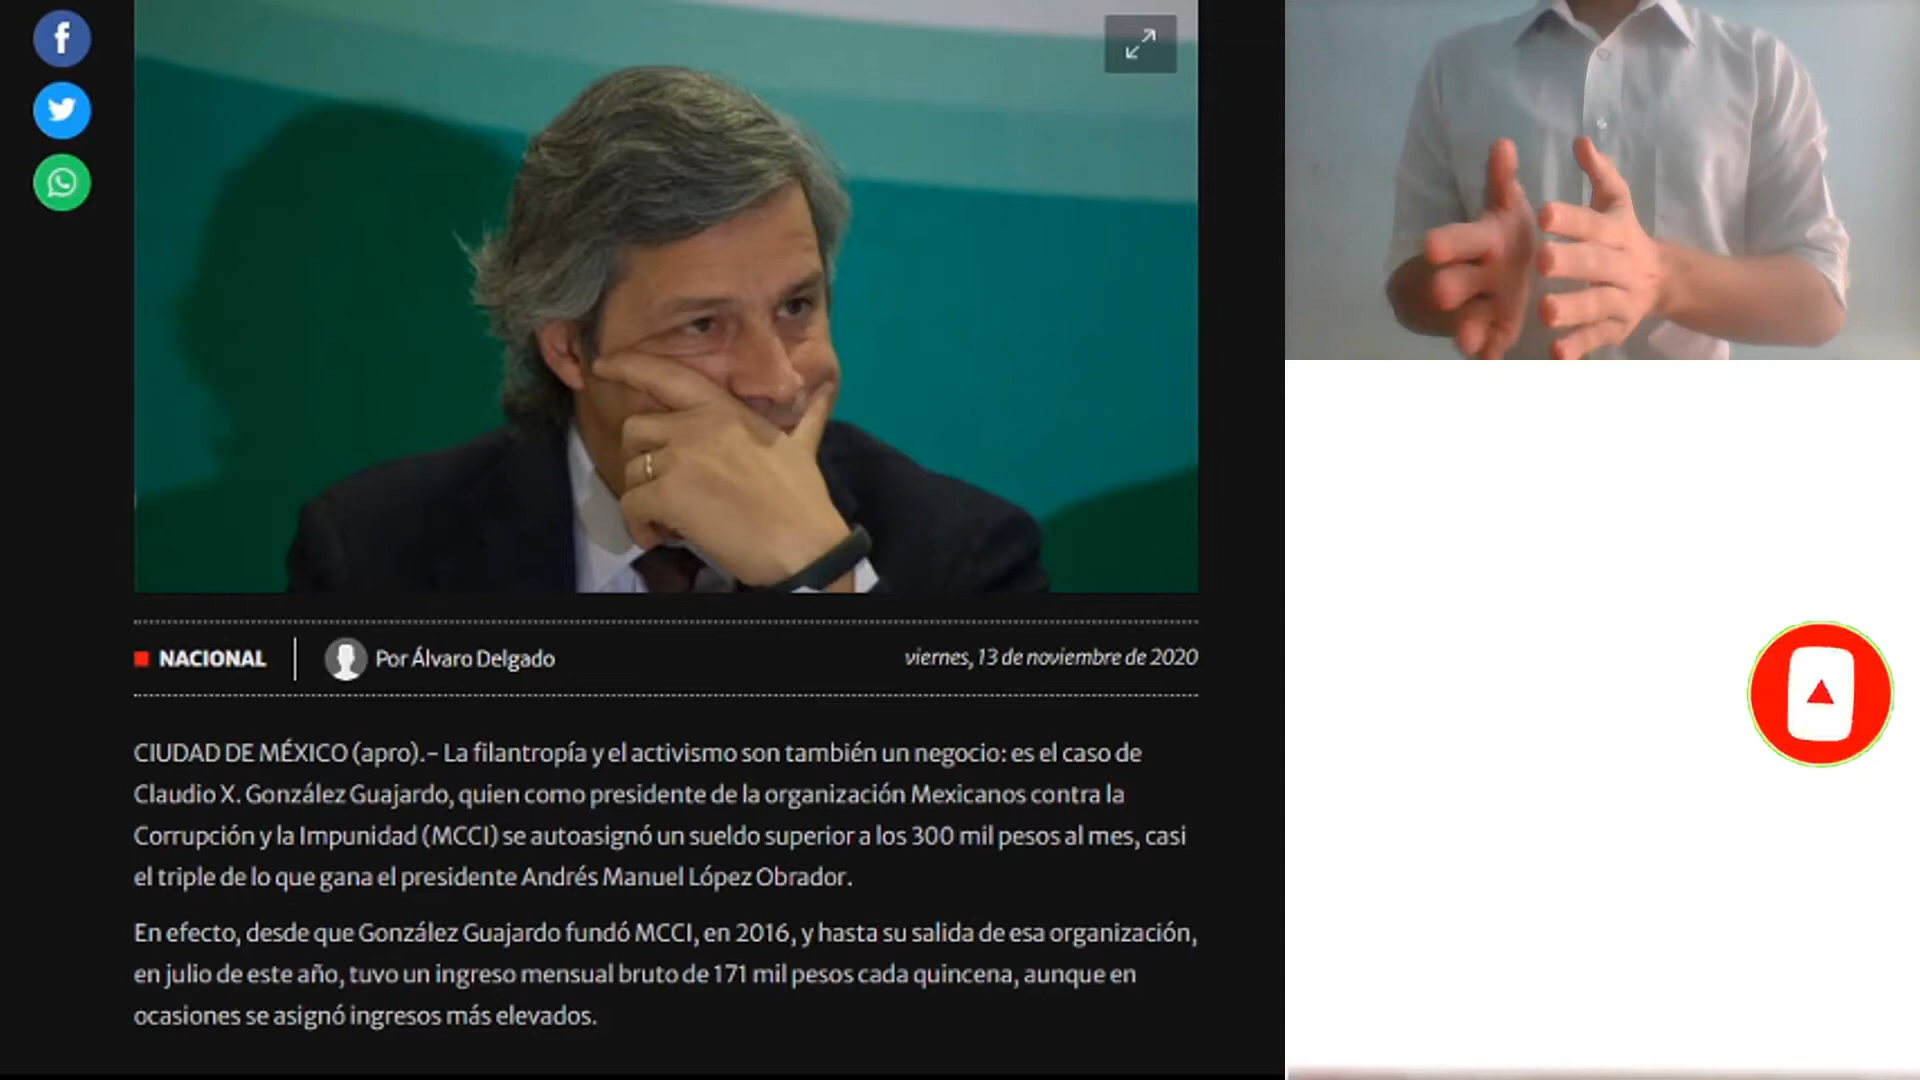 NACIONAL
Por Álvaro Delgado
viernes, 13 de noviembre de 2020
CIUDAD DE MÉXICO (apro).- La filantropía y el activismo son también un negocio: es el caso de
Claudio X. González Guajardo, quien como presidente de la organización Mexicanos contra la
Corrupción y la Impunidad (MCCI) se autoasignó un sueldo superior a los 300 mil pesos al mes, casi
el triple de lo que gana el presidente Andrés Manuel López Obrador.
En efecto, desde que González Guajardo fundó MCCI, en 2016, y hasta su salida de esa organización,
en julio de este año, tuvo un ingreso mensual bruto de 171 mil pesos cada quincena, aunque en
ocasiones se asignó ingresos más elevados.